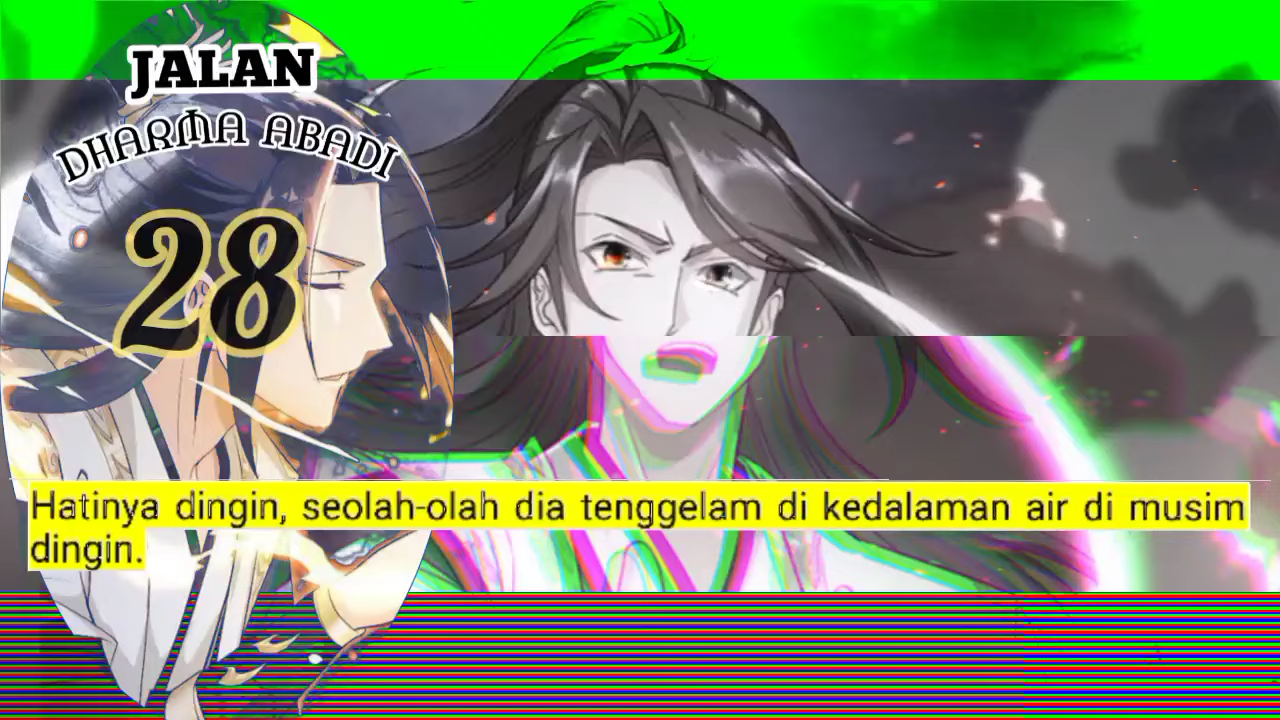 JALAN
DHARMA ABADI
28
Hatinya dingin, seolah-olah dia tenggelam di kedalaman air di musim
dingin.